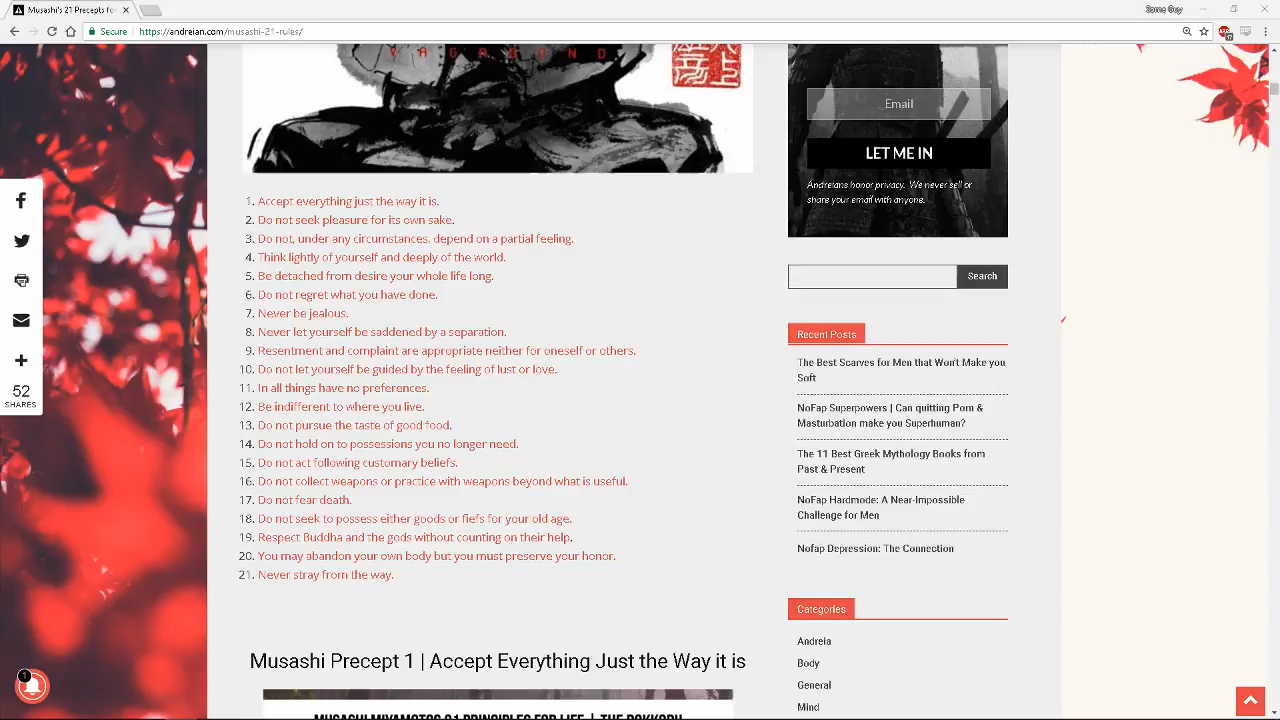 Musashi's 21 Precepts for
Some Guy
Secure
https://andreian.com/musashi-21-rules/
VAGABOND
1. Accept everything just the way it is.
2. Do not seek pleasure for its own sake.
3. Do not, under any circumstances, depend on a partial feeling.
4. Think lightly of yourself and deeply of the world.
5. Be detached from desire your whole life long.
6. Do not regret what you have done.
7. Never be jealous.
8. Never let yourself be saddened by a separation.
9. Resentment and complaint are appropriate neither for oneself or others.
10. Do not let yourself be guided by the feeling of lust or love.
11. In all things have no preferences.
12. Be indifferent to where you live.
13. Do not pursue the taste of good food.
14. Do not hold on to possessions you no longer need.
15. Do not act following customary beliefs.
16. Do not collect weapons or practice with weapons beyond what is useful.
17. Do not fear death.
18. Do not seek to possess either goods or fiefs for your old age.
19. Respect Buddha and the gods without counting on their help.
20. You may abandon your own body but you must preserve your honor.
21. Never stray from the way.
Musashi Precept 1 | Accept Everything Just the Way it is
MUSASHI MIYAMOTOS 21 PRINCIPLES FOR LIFE | THE DOKKODU
52
SHARES
1
Email
LET ME IN
Andreians honor privacy. We never sell or
share your email with anyone.
Search
Recent Posts
The Best Scarves for Men that Won't Make you
Soft
NoFap Superpowers | Can quitting Porn &
Masturbation make you Superhuman?
The 11 Best Greek Mythology Books from
Past & Present
NoFap Hardmode: A Near-Impossible
Challenge for Men
Nofap Depression: The Connection
Categories
Andreia
Body
General
Mind